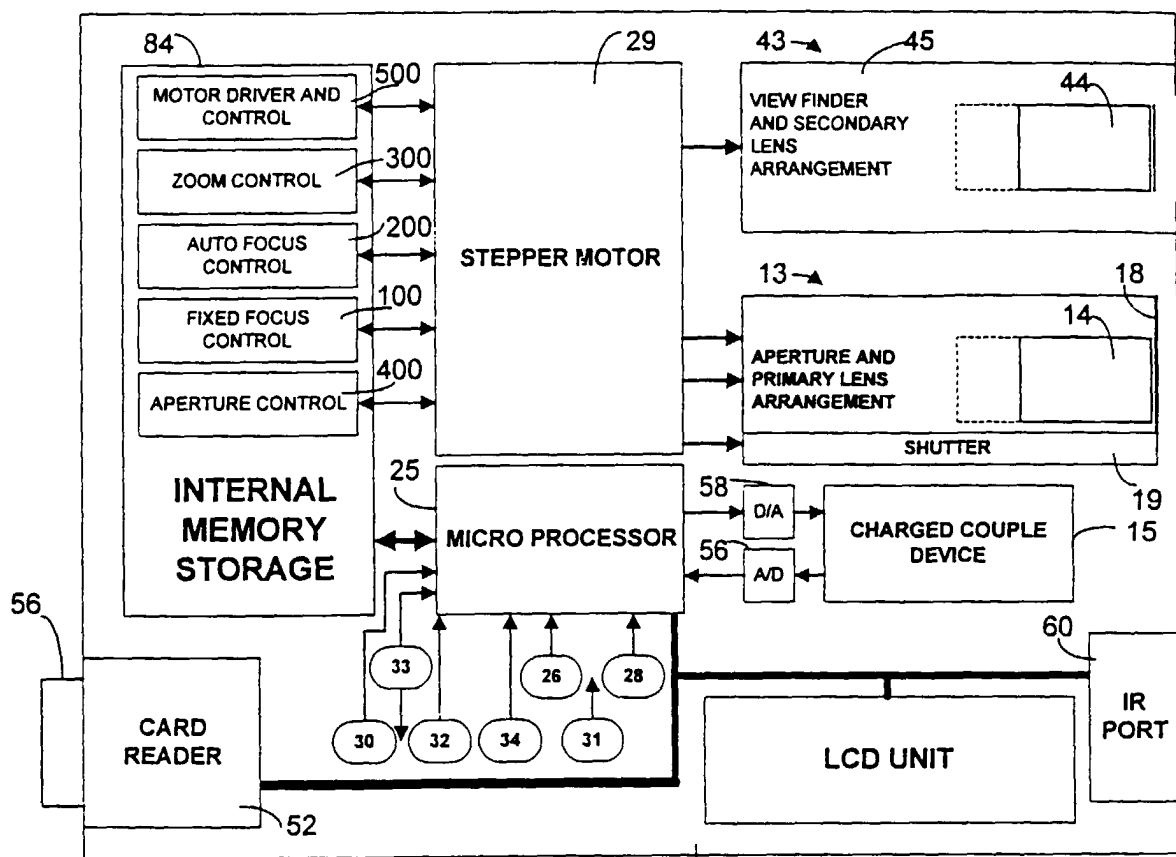 84
500
29
43
45
44
MOTOR DRIVER AND
CONTROL
VIEW FINDER
AND SECONDARY
LENS
ARRANGEMENT
300
ZOOM CONTROL
200
AUTO FOCUS
CONTROL
STEPPER MOTOR
13
18
100
FIXED FOCUS
CONTROL
14
APERTURE AND
PRIMARY LENS
ARRANGEMENT
400
APERTURE CONTROL
SHUTTER
19
INTERNAL
MEMORY
STORAGE
25
MICRO PROCESSOR
58
D/A
56
A/D
CHARGED COUPLE
DEVICE
15
56
CARD
READER
52
33
26
28
30
32
34
31
60
IR
PORT
LCD UNIT